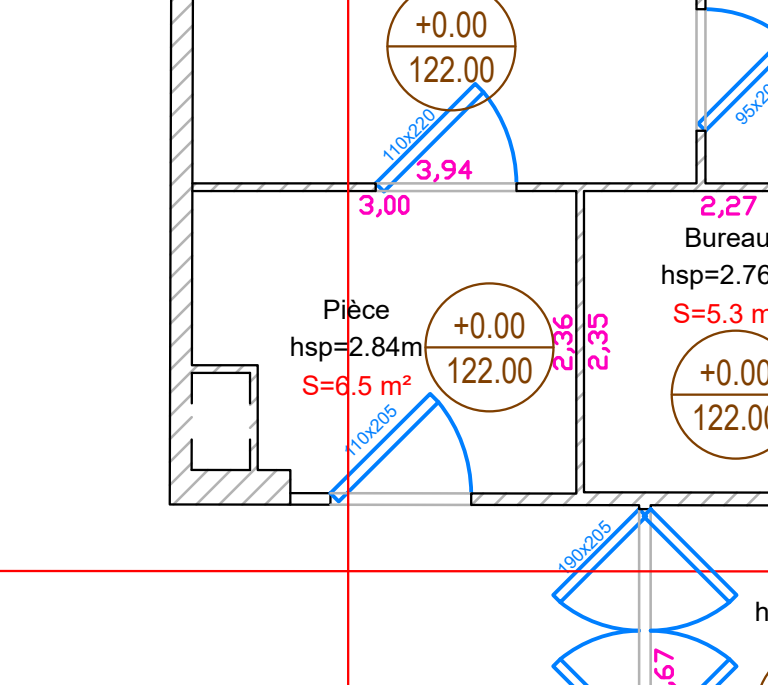 +0.00
122.00
110x220
3,94
3,00
2,27
Bureau
hsp=2.76
S=5.3 m
+0.00
122.00
Pièce
hsp=2.84m
S=6.5 m²
+0.00
122.00
2,36
2,35
110x205
190x205
h
,67
95x20